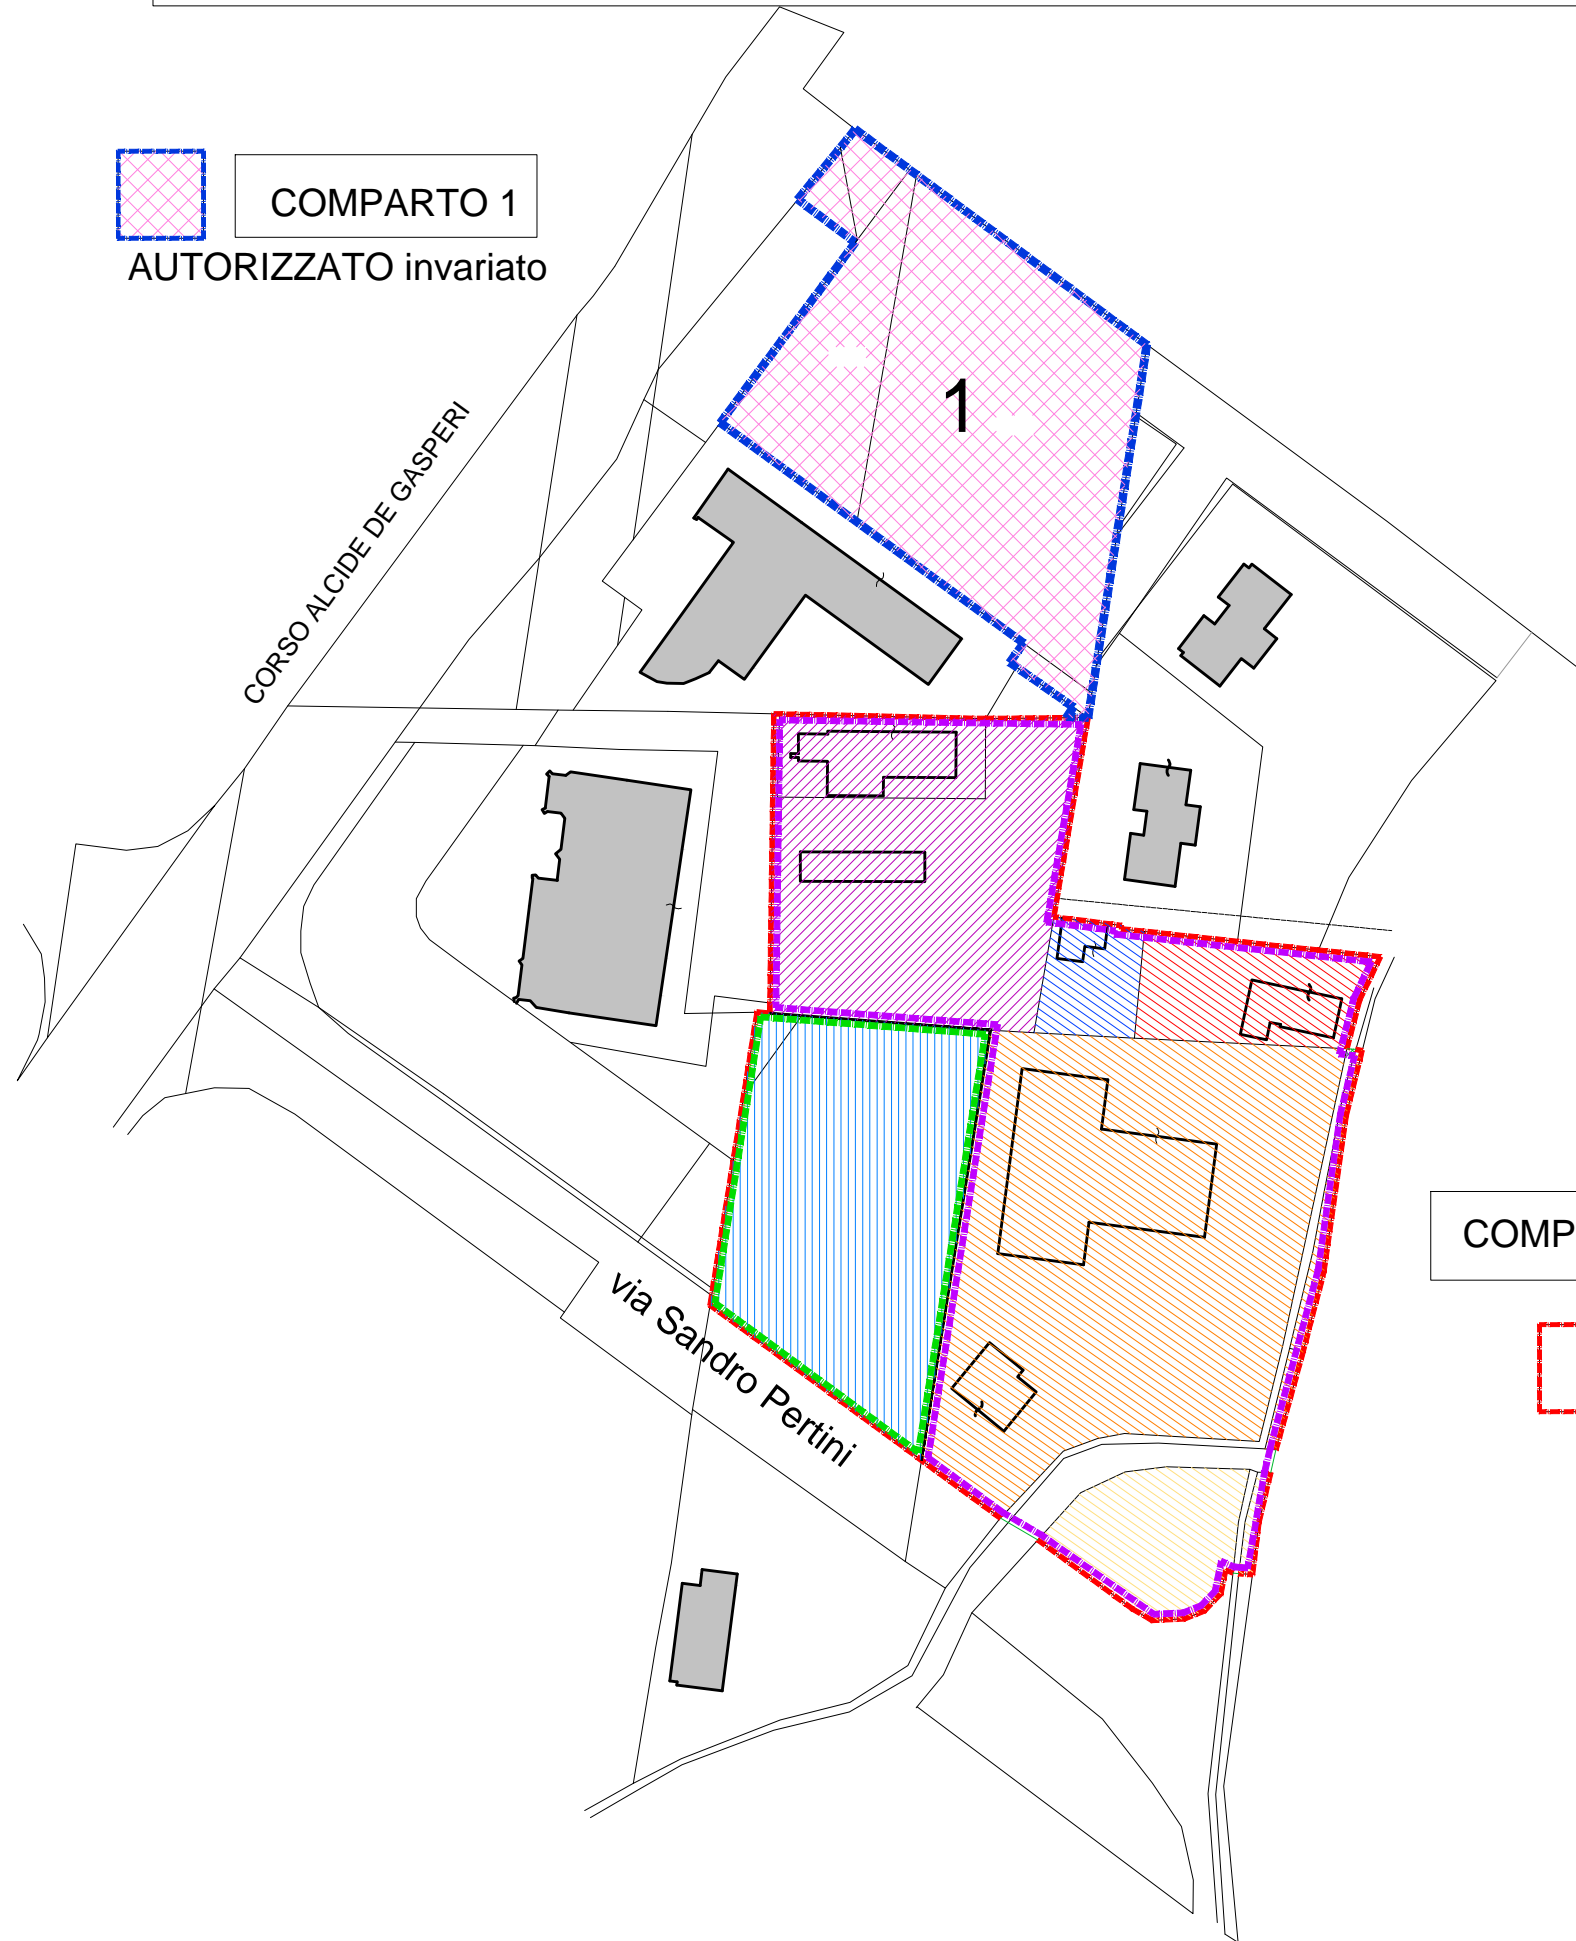 COMPARTO 1
AUTORIZZATO invariato
1
CORSO ALCIDE DE GASPERI
COMP
via Sandro Pertini